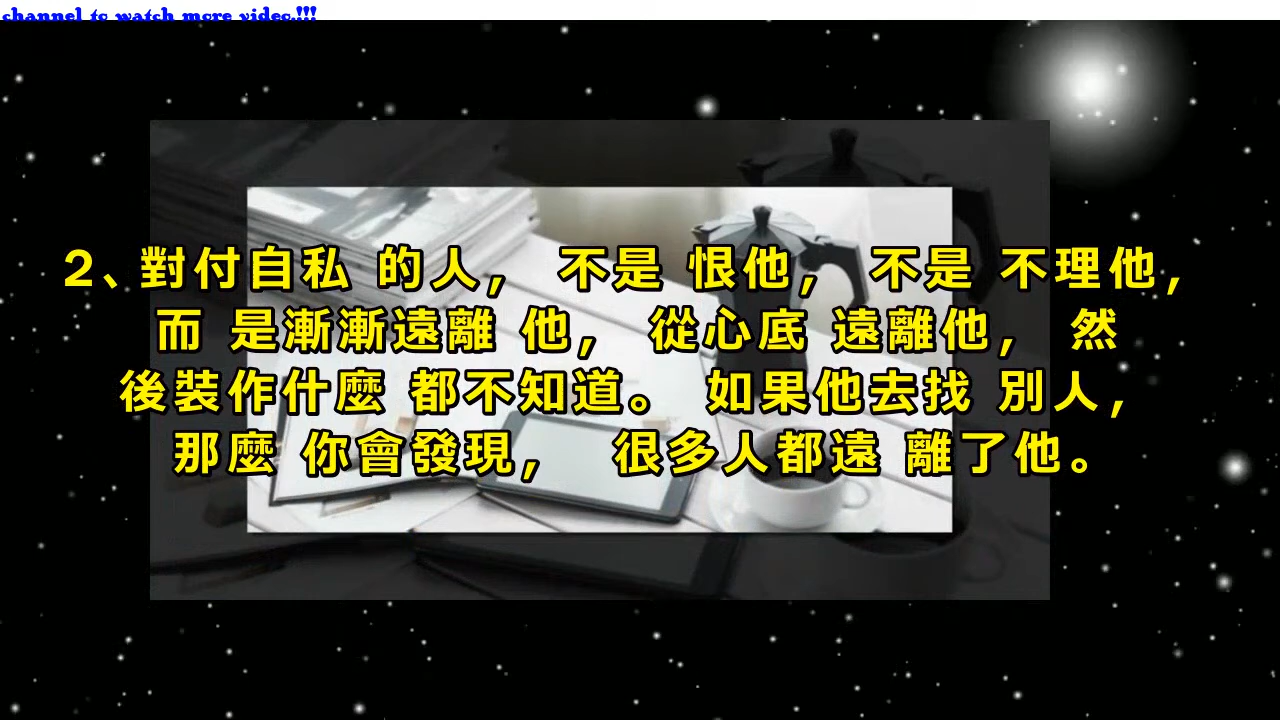 channel to watch more video!!!
2、對付自私 的人， 不是 恨他， 不是 不理他，
而 是漸漸遠離 他， 從心底 遠離他， 然
後裝作什麼 都不知道。 如果他去找 別人，
那麼 你會發現， 很多人都遠 離了他。